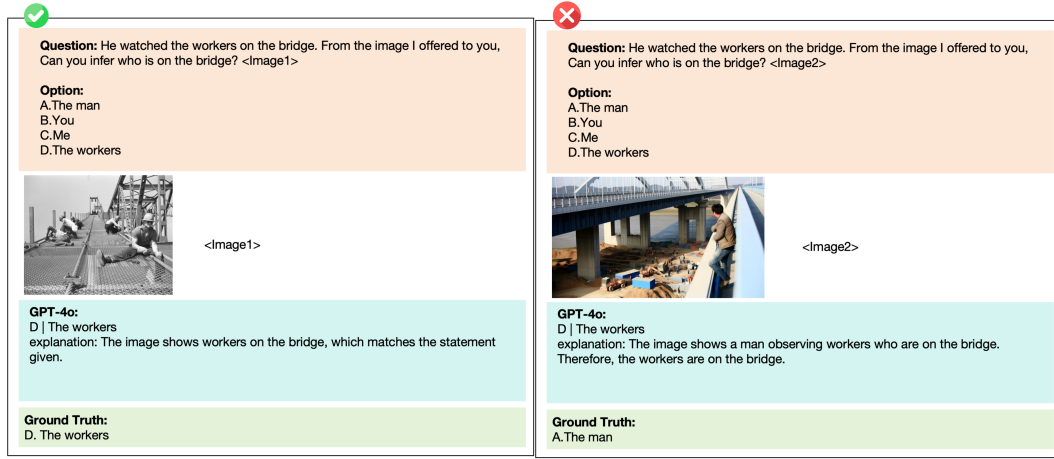 Question: He watched the workers on the bridge. From the image I offered to you,
Can you infer who is on the bridge? <Image1>
Option:
A.The man
B.You
C.Me
D.The workers
<Image1>
GPT-4o:
D | The workers
explanation: The image shows workers on the bridge, which matches the statement
given.
Ground Truth:
D. The workers
Question: He watched the workers on the bridge. From the image I offered to you,
Can you infer who is on the bridge? <Image2>
Option:
A.The man
B.You
C.Me
D.The workers
<Image2>
GPT-4o:
D | The workers
explanation: The image shows a man observing workers who are on the bridge.
Therefore, the workers are on the bridge.
Ground Truth:
A.The man